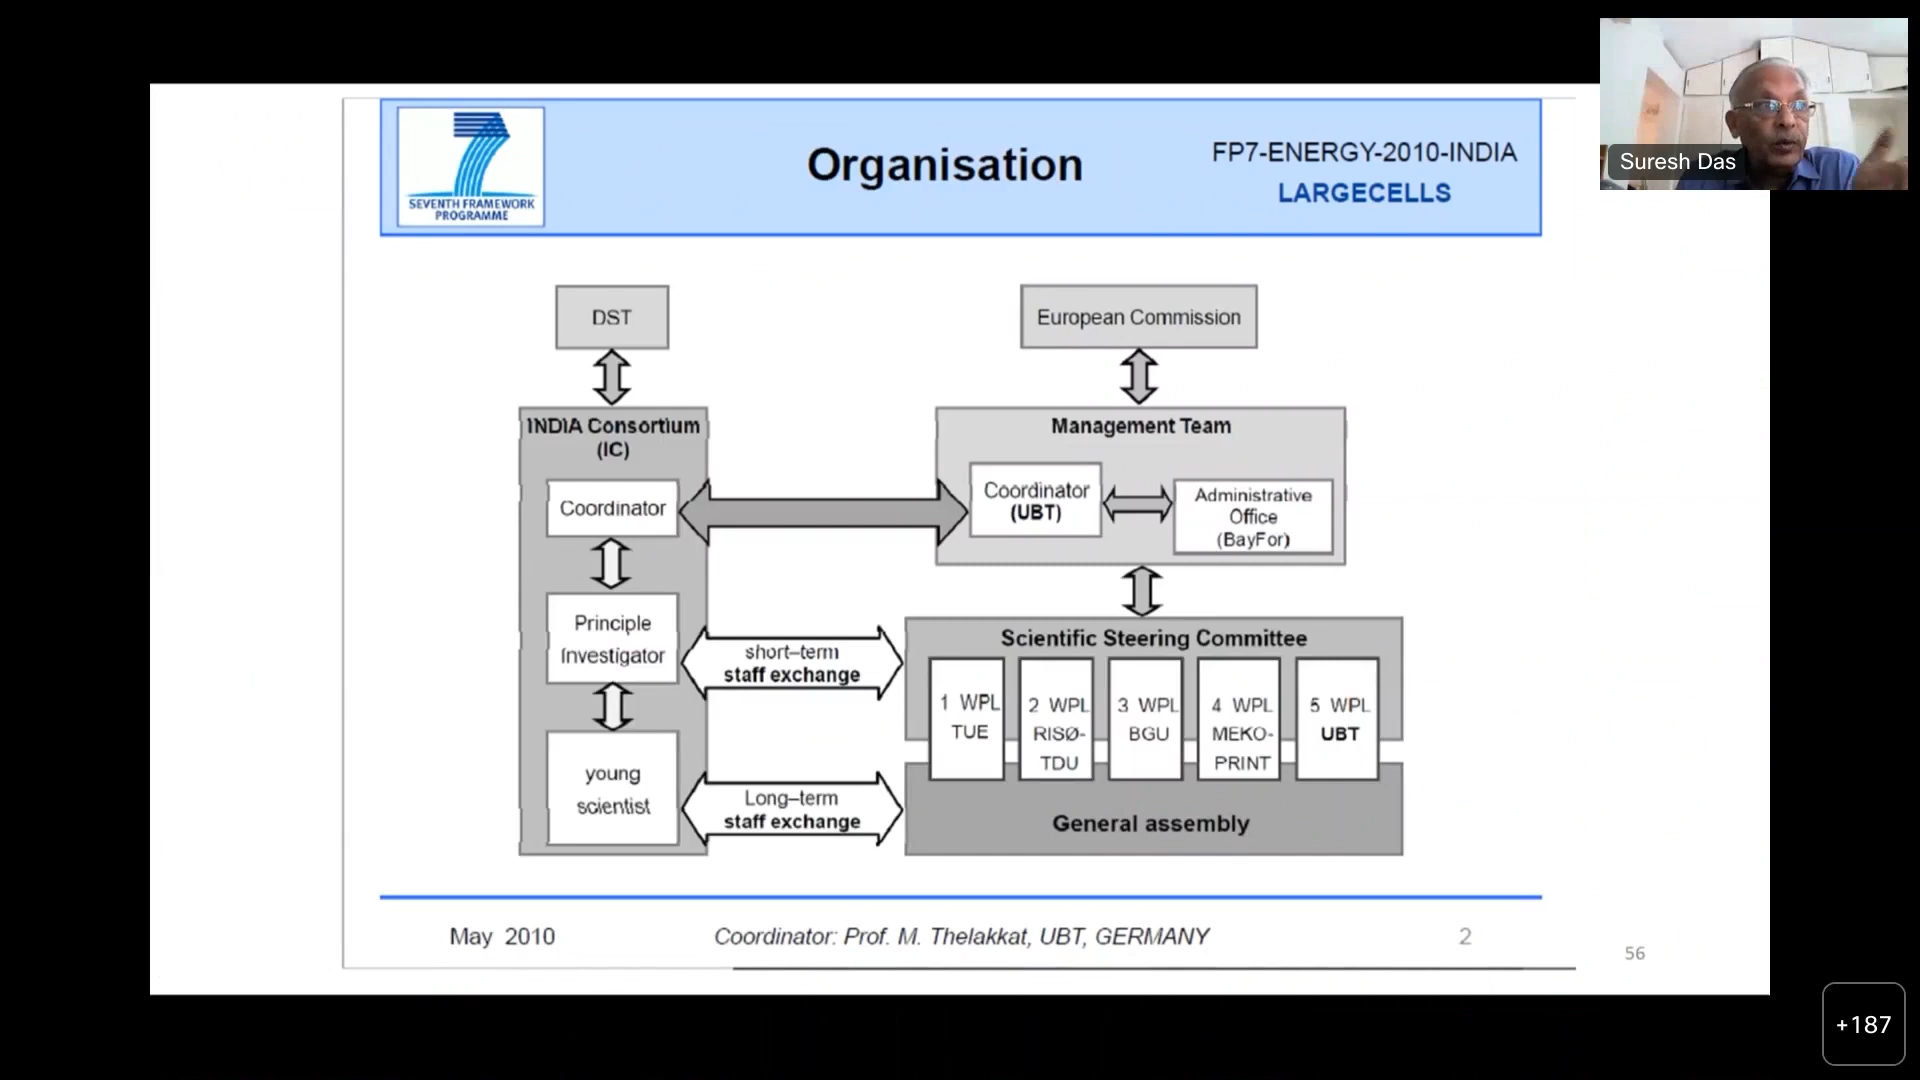 Suresh Das
7
SEVENTH FRAMEWORK
PROGRAMME
Organisation
FP7-ENERGY-2010-INDIA
LARGECELLS
DST
European Commission
INDIA Consortium
(IC)
Coordinator
Principle
Investigator
young
scientist
Management Team
Coordinator
(UBT)
Administrative
Office
(BayFor)
short–term
staff exchange
Long–term
staff exchange
Scientific Steering Committee
1 WPL
TUE
2 WPL
RISØ-
TDU
3 WPL
BGU
4 WPL
MEKO-
PRINT
5 WPL
UBT
General assembly
May 2010
Coordinator: Prof. M. Thelakkat, UBT, GERMANY
2
56
+187